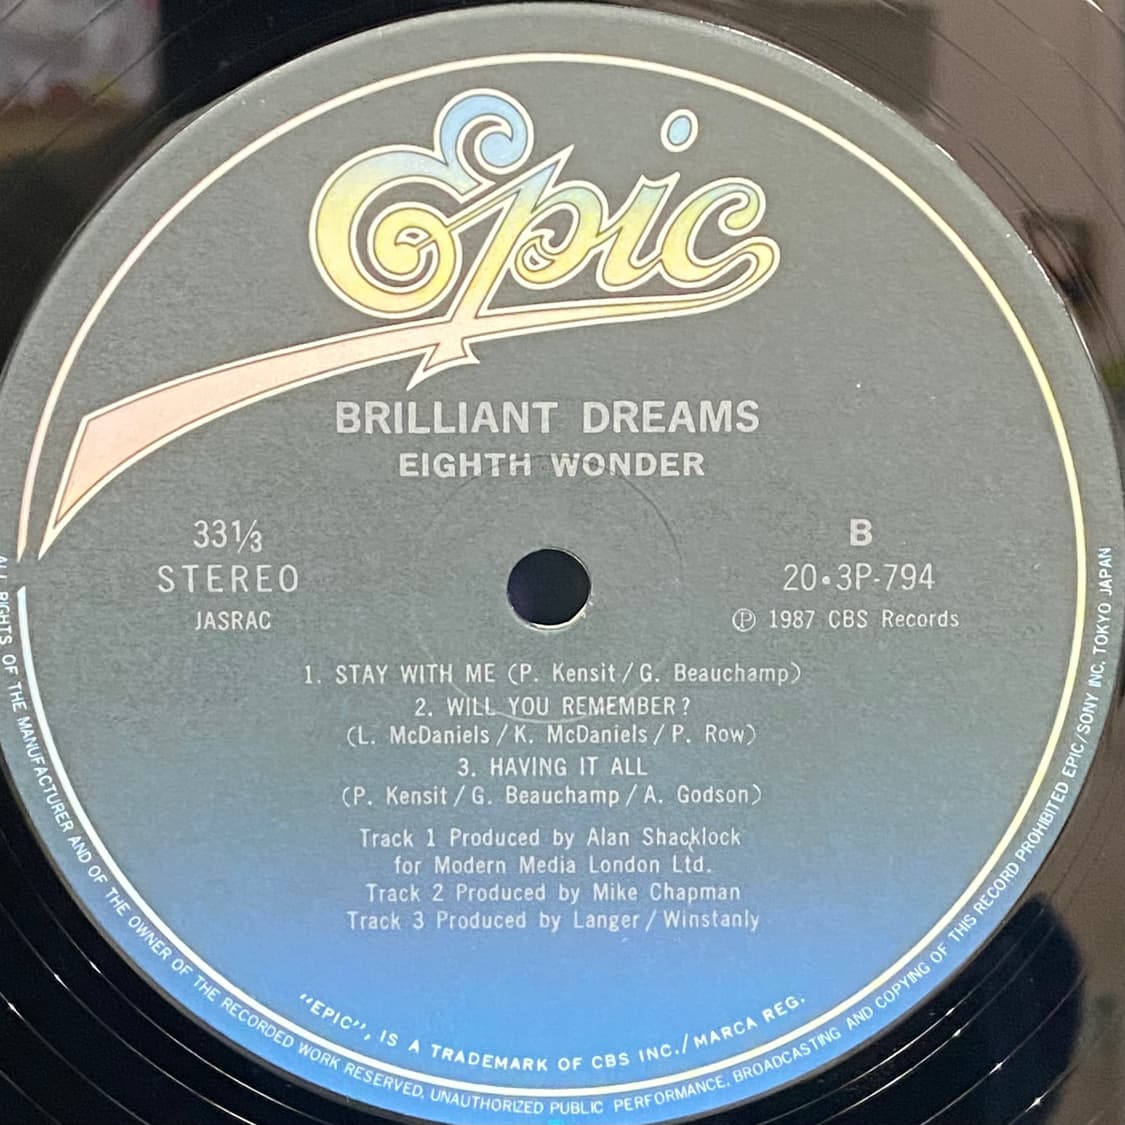 Epic
BRILLIANT DREAMS
EIGHTH WONDER
33⅓
STEREO
JASRAC
B
20•3P-794
Ⓟ 1987 CBS Records
1. STAY WITH ME (P. Kensit / G. Beauchamp)
2. WILL YOU REMEMBER?
(L. McDaniels / K. McDaniels / P. Row)
3. HAVING IT ALL
(P. Kensit / G. Beauchamp / A. Godson)
Track 1 Produced by Alan Shacklock
for Modern Media London Ltd.
Track 2 Produced by Mike Chapman
Track 3 Produced by Langer / Winstanly
"EPIC", IS A TRADEMARK OF CBS INC./MARCA REG.
ALL RIGHTS OF THE MANUFACTURER AND OF THE OWNER OF THE RECORDED WORK RESERVED, UNAUTHORIZED PUBLIC PERFORMANCE, BROADCASTING AND COPYING OF THIS RECORD PROHIBITED EPIC/SONY INC. TOKYO JAPAN